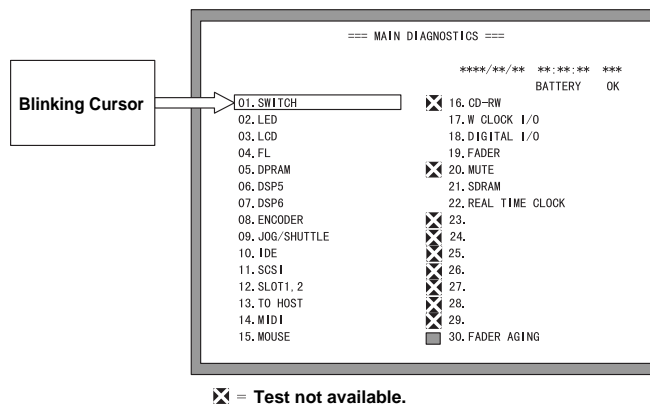 === MAIN DIAGNOSTICS ===
****/**/** **:**:** ***
BATTERY OK
Blinking Cursor
01. SWITCH
02. LED
03. LCD
04. FL
05. DPRAM
06. DSP5
07. DSP6
08. ENCODER
09. JOG/SHUTTLE
10. IDE
11. SCSI
12. SLOT1, 2
13. TO HOST
14. MIDI
15. MOUSE
16. CD-RW
17. W CLOCK I/O
18. DIGITAL I/O
19. FADER
20. MUTE
21. SDRAM
22. REAL TIME CLOCK
23.
24.
25.
26.
27.
28.
29.
30. FADER AGING
= Test not available.